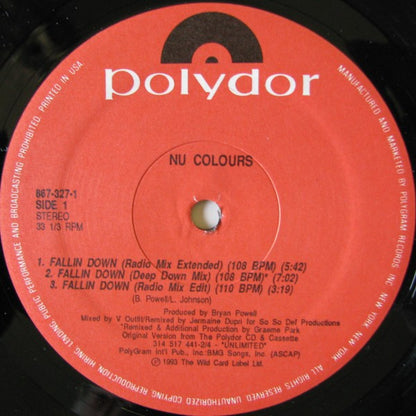 polydor
NU COLOURS
867-327-1
SIDE 1
STEREO
33 1/3 RPM
1. FALLIN DOWN (Radio Mix Extended) (108 BPM) (5:42)
2. FALLIN DOWN (Deep Down Mix) (108 BPM)* (7:02)
3. FALLIN DOWN (Radio Mix Edit) (110 BPM) (3:19)
(B. Powell/L. Johnson)
Produced by Bryan Powell
Mixed by V Outfit/Remixed by Jermaine Dupri for So So Def Productions
*Remixed & Additional Production by Graeme Park
Original Version from The Polydor CD & Cassette
314 517 441-2/4 - "UNLIMITED"
PolyGram Int'l Pub., Inc./BMG Songs, Inc. (ASCAP)
℗ 1993 The Wild Card Label Ltd.
MANUFACTURED AND MARKETED BY POLYGRAM RECORDS INC. NEW YORK, NEW YORK. ALL RIGHTS RESERVED. UNAUTHORIZED COPYING, REPRODUCTION, HIRING, LENDING, PUBLIC PERFORMANCE AND BROADCASTING PROHIBITED. PRINTED IN USA.